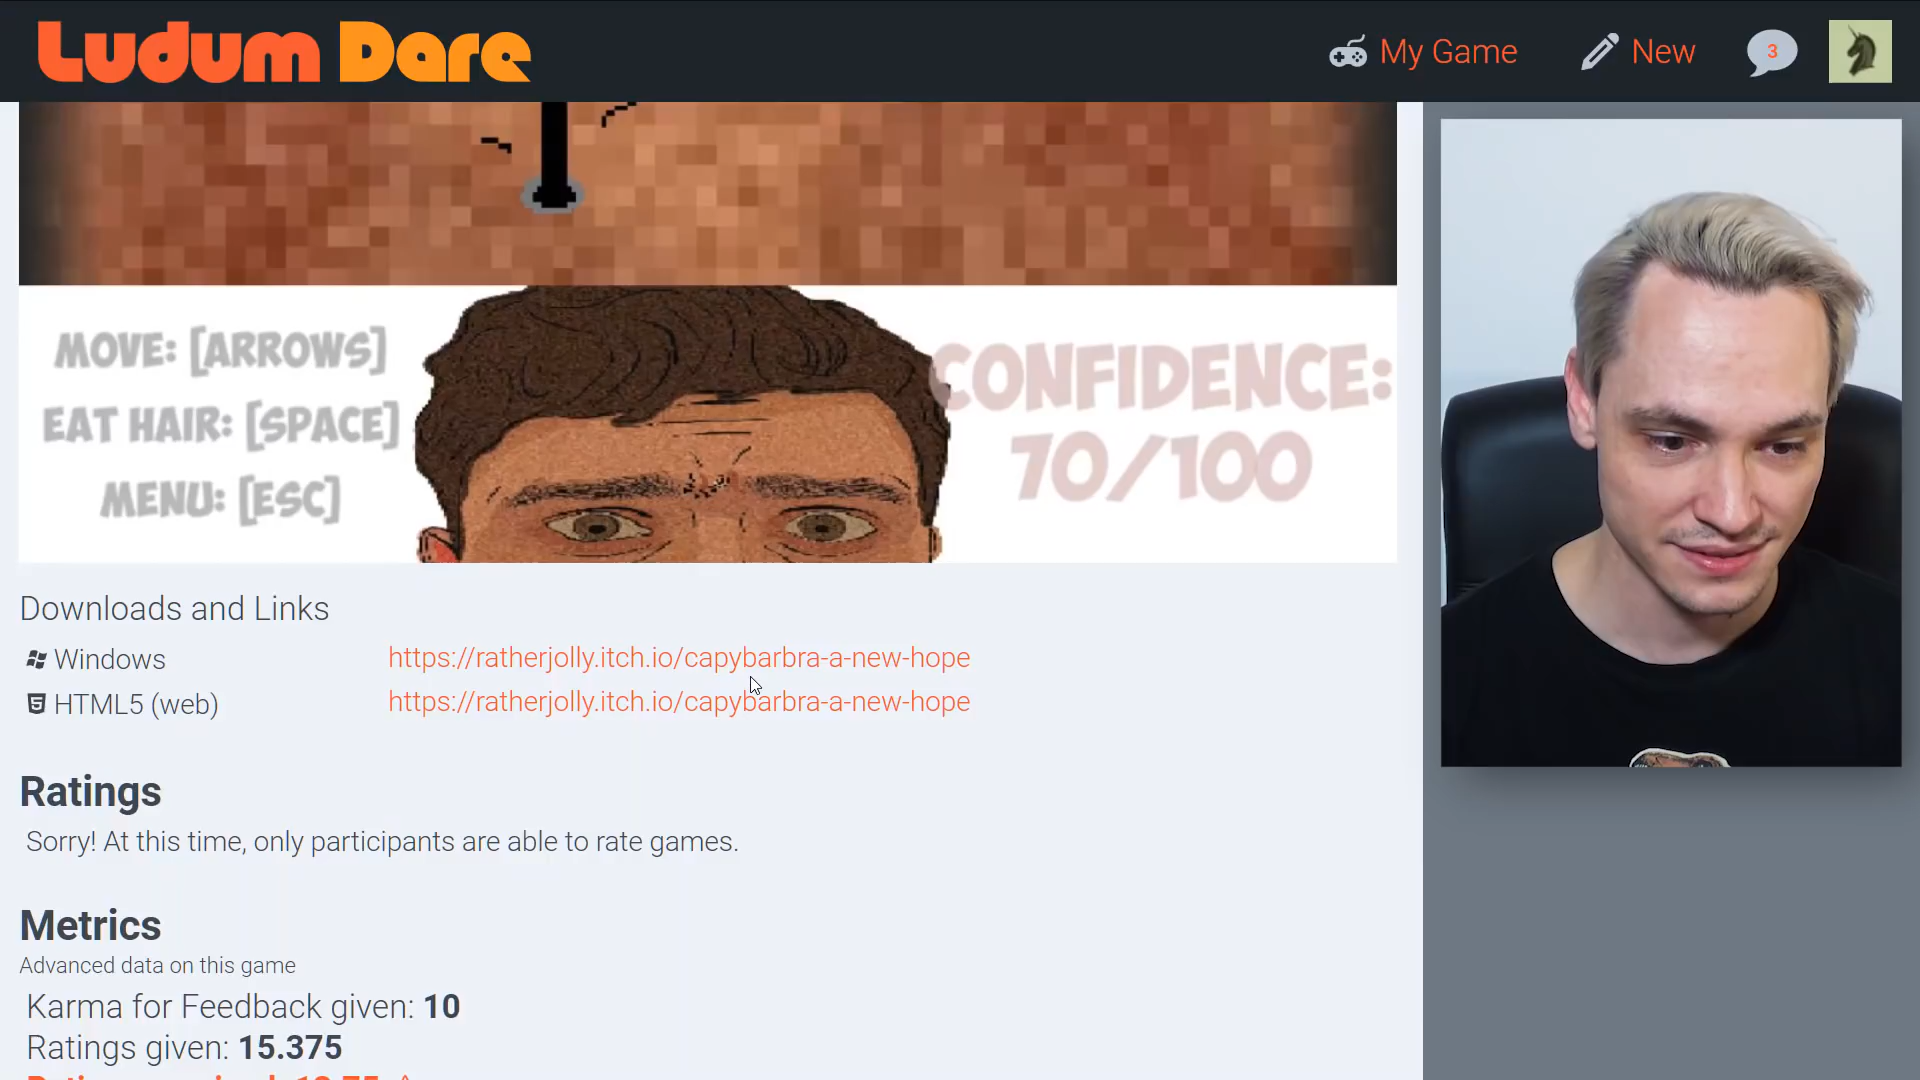 Ludum Dare
My Game
New
3
MOVE: [ARROWS]
EAT HAIR: [SPACE]
MENU: [ESC]
CONFIDENCE:
70/100
Downloads and Links
Windows https://ratherjolly.itch.io/capybarbra-a-new-hope
HTML5 (web) https://ratherjolly.itch.io/capybarbra-a-new-hope
Ratings
Sorry! At this time, only participants are able to rate games.
Metrics
Advanced data on this game
Karma for Feedback given: 10
Ratings given: 15.375